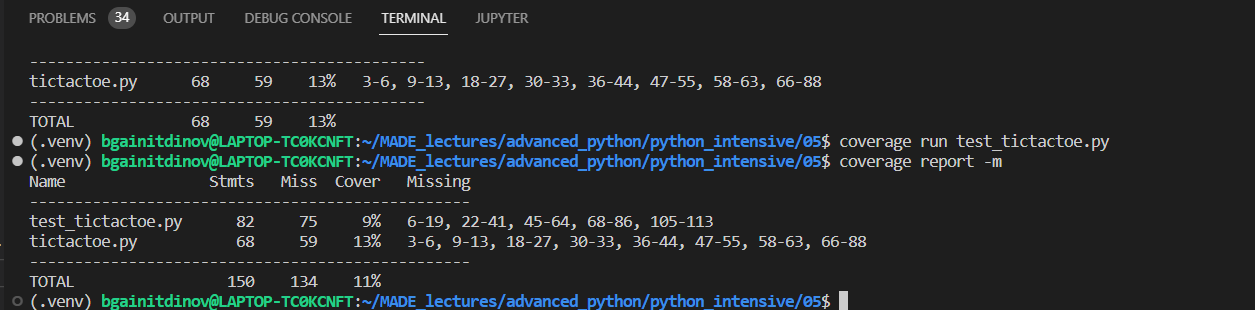 PROBLEMS 34 OUTPUT DEBUG CONSOLE TERMINAL JUPYTER
--------------------------------------------
tictactoe.py      68     59    13%   3-6, 9-13, 18-27, 30-33, 36-44, 47-55, 58-63, 66-88
--------------------------------------------
TOTAL             68     59    13%
(.venv) bgainitdinov@LAPTOP-TC0KCNFT:~/MADE_lectures/advanced_python/python_intensive/05$ coverage run test_tictactoe.py
(.venv) bgainitdinov@LAPTOP-TC0KCNFT:~/MADE_lectures/advanced_python/python_intensive/05$ coverage report -m
Name                Stmts   Miss  Cover   Missing
-------------------------------------------------
test_tictactoe.py      82     75     9%   6-19, 22-41, 45-64, 68-86, 105-113
tictactoe.py           68     59    13%   3-6, 9-13, 18-27, 30-33, 36-44, 47-55, 58-63, 66-88
-------------------------------------------------
TOTAL                 150    134    11%
(.venv) bgainitdinov@LAPTOP-TC0KCNFT:~/MADE_lectures/advanced_python/python_intensive/05$